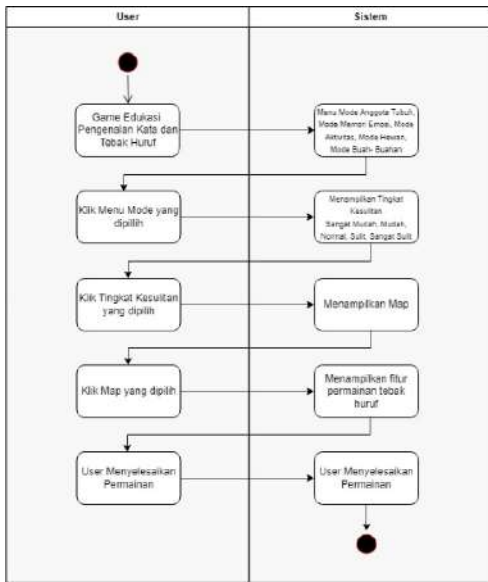 User
Sistem
Game Edukasi
Pengenalan Kata dan
Tebak Huruf
Menu Mode Anggota Tubuh,
Mode Memori Emosi, Mode
Aktivitas, Mode Hewan,
Mode Buah- Buahan
Klik Menu Mode yang
dipilih
Menampilkan Tingkat
Kesulitan
Sangat Mudah, Mudah,
Normal, Sulit, Sangat Sulit
Klik Tingkat Kesulitan
yang dipilih
Menampilkan Map
Klik Map yang dipilih
Menampilkan fitur
permainan tebak
huruf
User Menyelesaikan
Permainan
User Menyelesaikan
Permainan